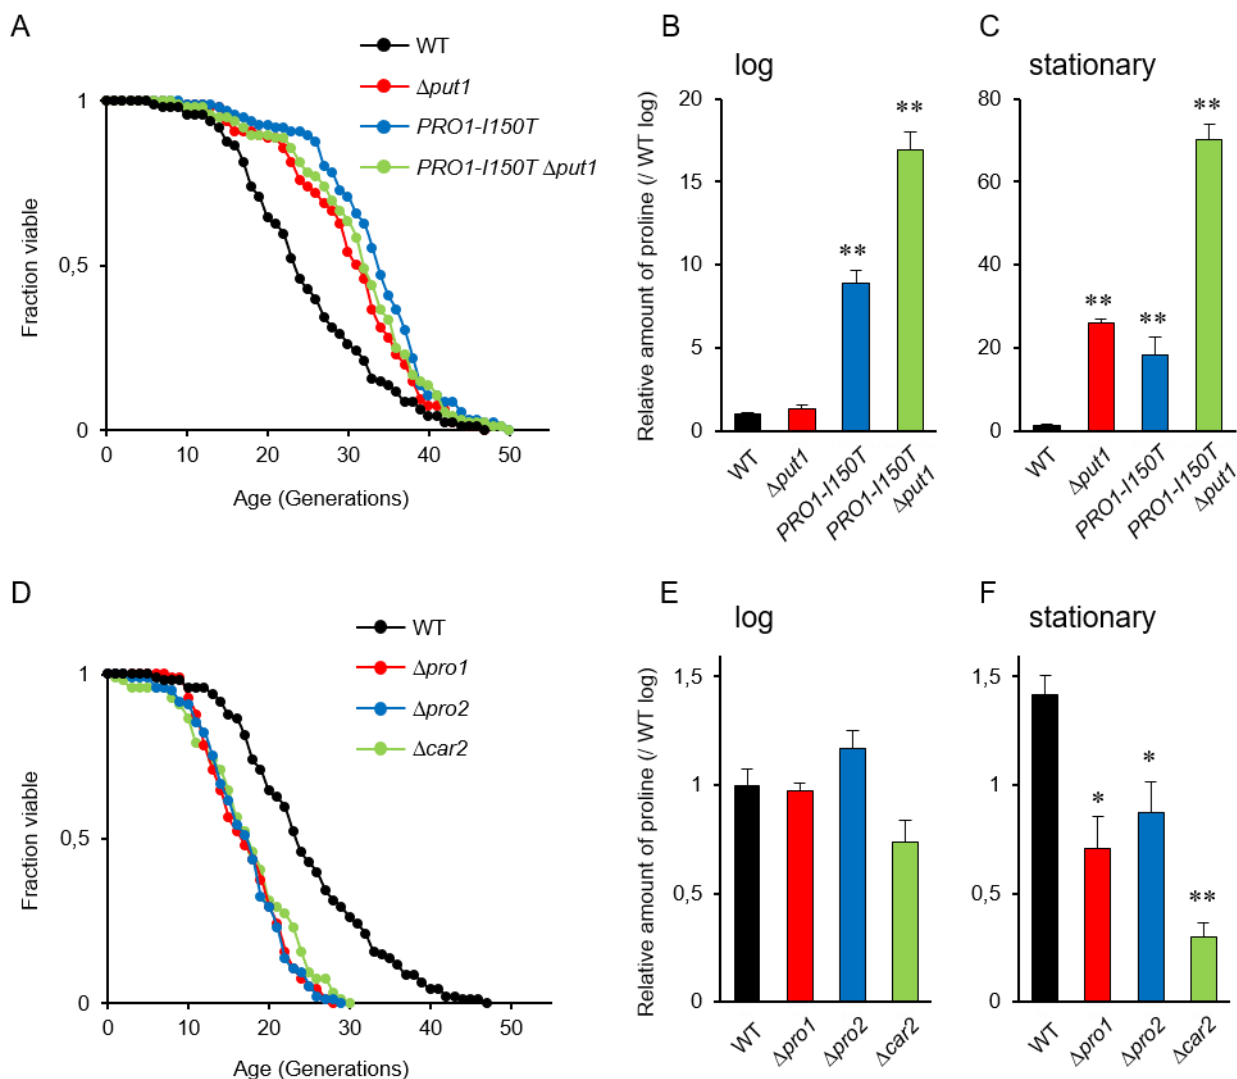 A
WT
Δput1
PRO1-I150T
PRO1-I150T Δput1
Fraction viable
1
0,5
0
0 10 20 30 40 50
Age (Generations)
B
log
Relative amount of proline (/ WT log)
20
15
10
5
0
**
**
WT
Δput1
PRO1-I150T
PRO1-I150T
Δput1
C
stationary
80
60
40
20
0
**
**
**
WT
Δput1
PRO1-I150T
PRO1-I150T
Δput1
D
WT
Δpro1
Δpro2
Δcar2
Fraction viable
1
0,5
0
0 10 20 30 40 50
Age (Generations)
E
log
Relative amount of proline (/ WT log)
1,5
1
0,5
0
WT
Δpro1
Δpro2
Δcar2
F
stationary
1,5
1
0,5
0
*
*
**
WT
Δpro1
Δpro2
Δcar2